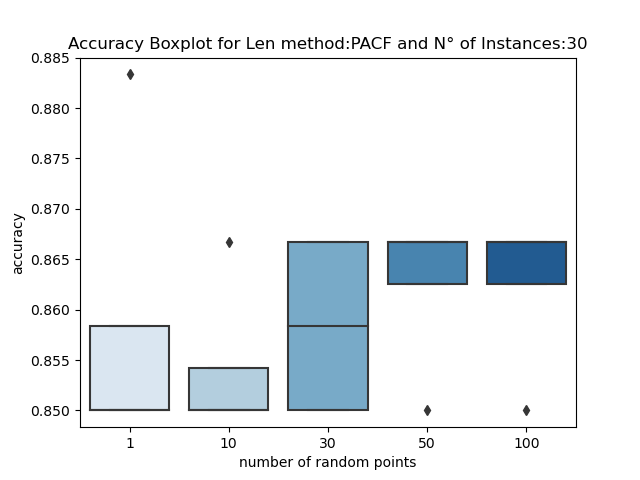 Accuracy Boxplot for Len method:PACF and N° of Instances:30
0.885
0.880
0.875
0.870
0.865
0.860
0.855
0.850
accuracy
1 10 30 50 100
number of random points